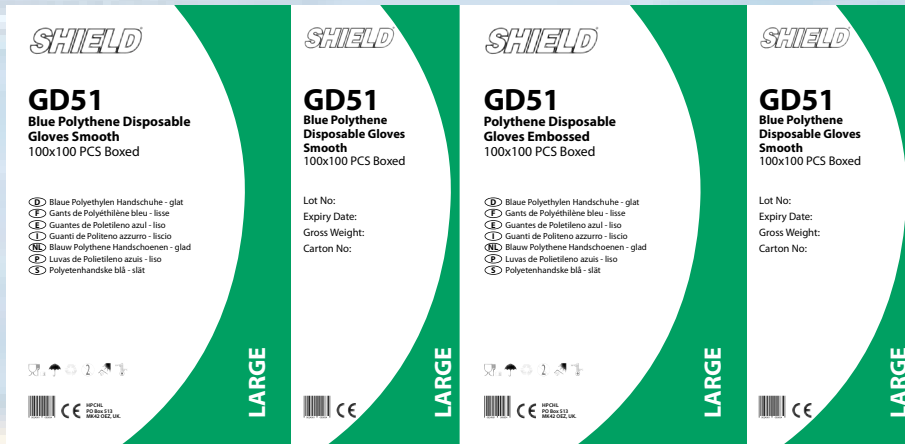 SHIELD
GD51
Blue Polythene Disposable
Gloves Smooth
100x100 PCS Boxed
D Blaue Polyethylen Handschuhe - glat
F Gants de Polyéthilène bleu - lisse
E Guantes de Poletileno azul - liso
I Guanti de Politeno azzurro - liscio
NL Blauw Polythene Handschoenen - glad
P Luvas de Polietileno azuis - liso
S Polyetenhandske blå - slät
2
CE
HPCHL
PO Box 513
MK42 OEZ, UK.
LARGE
SHIELD
GD51
Blue Polythene
Disposable Gloves
Smooth
100x100 PCS Boxed
Lot No:
Expiry Date:
Gross Weight:
Carton No:
CE
LARGE
SHIELD
GD51
Polythene Disposable
Gloves Embossed
100x100 PCS Boxed
D Blaue Polyethylen Handschuhe - glat
F Gants de Polyéthilène bleu - lisse
E Guantes de Poletileno azul - liso
I Guanti de Politeno azzurro - liscio
NL Blauw Polythene Handschoenen - glad
P Luvas de Polietileno azuis - liso
S Polyetenhandske blå - slät
2
CE
HPCHL
PO Box 513
MK42 OEZ, UK.
LARGE
SHIELD
GD51
Blue Polythene
Disposable Gloves
Smooth
100x100 PCS Boxed
Lot No:
Expiry Date:
Gross Weight:
Carton No:
CE
LARGE